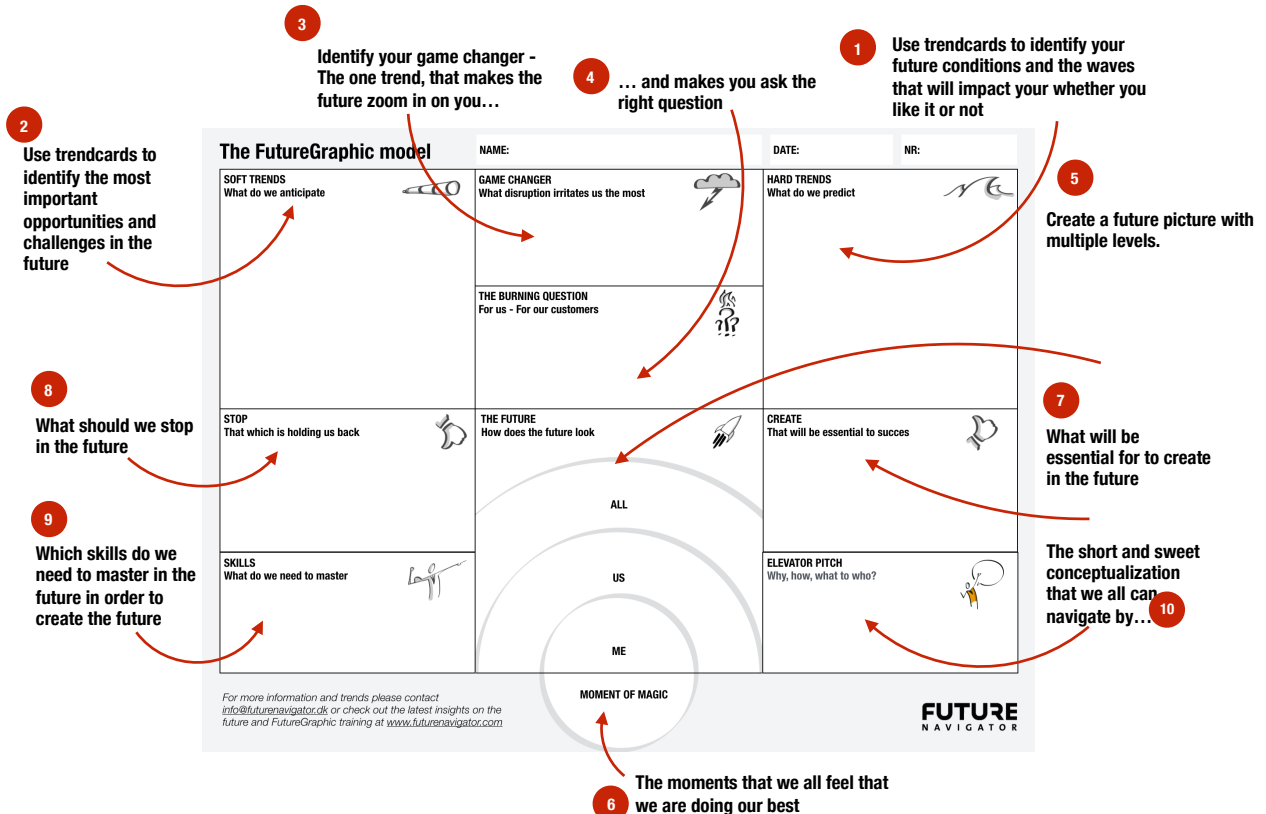 3
Identify your game changer -
The one trend, that makes the
future zoom in on you…
4
… and makes you ask the
right question
1
Use trendcards to identify your
future conditions and the waves
that will impact your whether you
like it or not
2
Use trendcards to
identify the most
important
opportunities and
challenges in the
future
5
Create a future picture with
multiple levels.
The FutureGraphic model
NAME:
DATE:
NR:
SOFT TRENDS
What do we anticipate
GAME CHANGER
What disruption irritates us the most
HARD TRENDS
What do we predict
THE BURNING QUESTION
For us - For our customers
???
8
What should we stop
in the future
STOP
That which is holding us back
THE FUTURE
How does the future look
CREATE
That will be essential to succes
7
What will be
essential for to create
in the future
ALL
9
Which skills do we
need to master in the
future in order to
create the future
SKILLS
What do we need to master
US
ELEVATOR PITCH
Why, how, what to who?
The short and sweet
conceptualization
that we all can
navigate by…
10
ME
MOMENT OF MAGIC
For more information and trends please contact
info@futurenavigator.dk or check out the latest insights on the
future and FutureGraphic training at www.futurenavigator.com
FUTURE
NAVIGATOR
6
The moments that we all feel that
we are doing our best